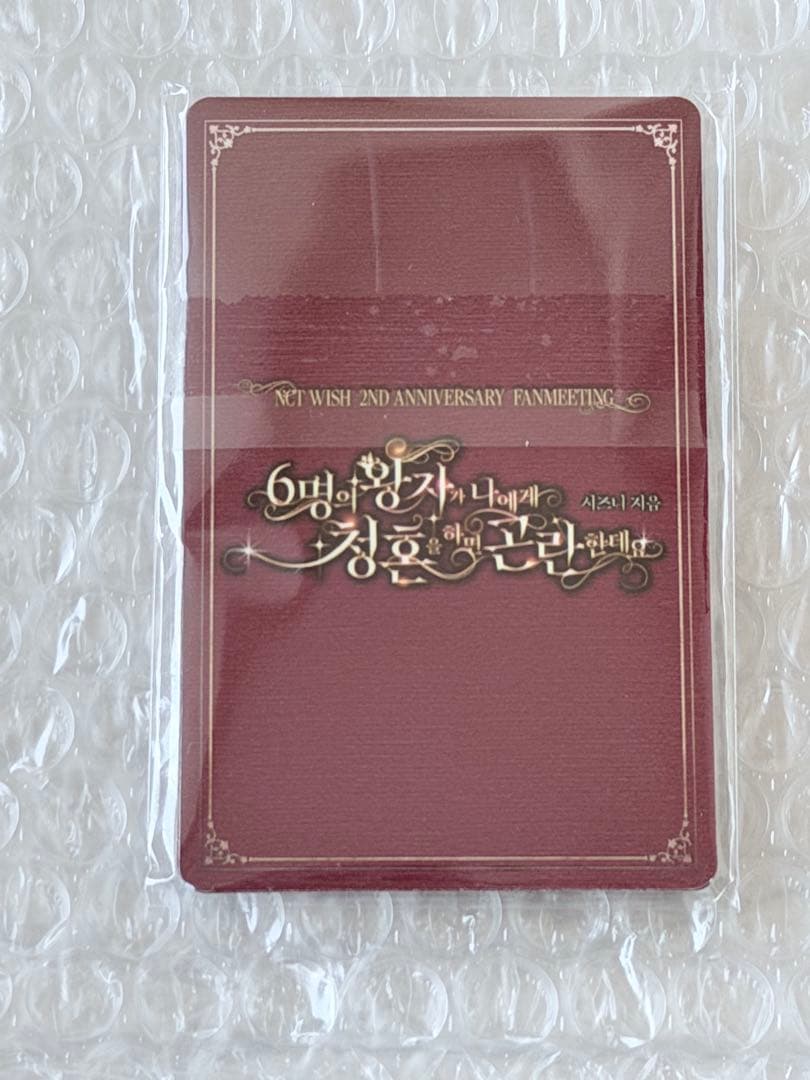 NCT WISH 2ND ANNIVERSARY FANMEETING
6명의 왕자가 나에게 시즈니 지음
청혼을 하면 곤란한데요